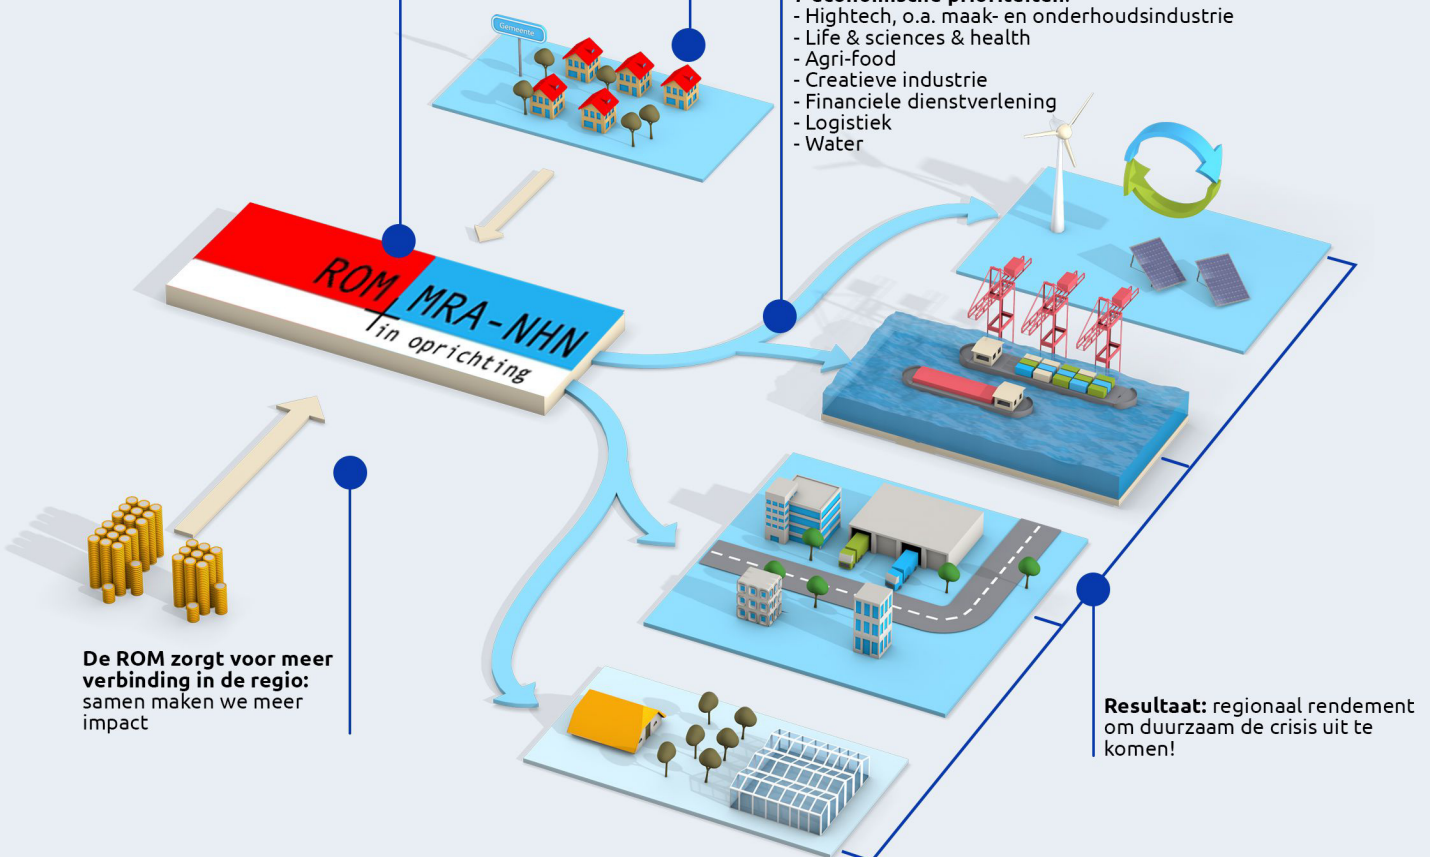 economische prioriteiten:
- Hightech, o.a. maak- en onderhoudsindustrie
- Life & sciences & health
- Agri-food
- Creatieve industrie
- Financiele dienstverlening
- Logistiek
- Water
Gemeente
ROM MRA-NHN
in oprichting
De ROM zorgt voor meer
verbinding in de regio:
samen maken we meer
impact
Resultaat: regionaal rendement
om duurzaam de crisis uit te
komen!